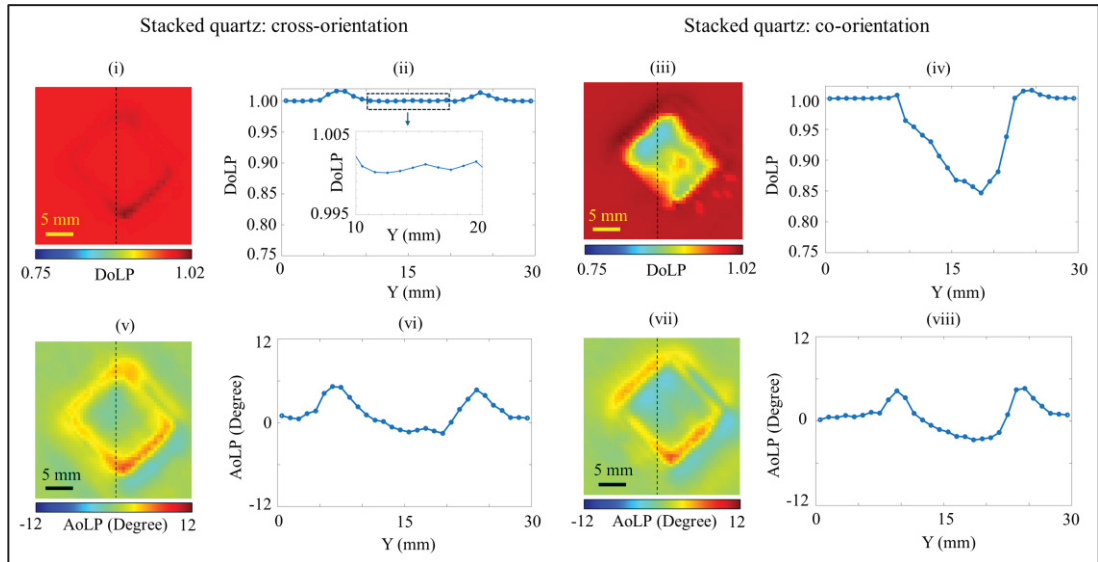 Stacked quartz: cross-orientation
Stacked quartz: co-orientation
(i)
(ii)
(iii)
(iv)
5 mm
0.75
1.02
DoLP
1.00
0.95
0.90
0.85
0.80
0.75
DoLP
1.005
0.995
DoLP
10
20
Y (mm)
0
15
30
Y (mm)
5 mm
0.75
1.02
DoLP
1.00
0.95
0.90
0.85
0.80
0.75
DoLP
0
15
30
Y (mm)
(v)
(vi)
(vii)
(viii)
5 mm
-12
AoLP (Degree)
12
12
0
-12
AoLP (Degree)
0
15
30
Y (mm)
5 mm
-12
AoLP (Degree)
12
12
0
-12
AoLP (Degree)
0
15
30
Y (mm)